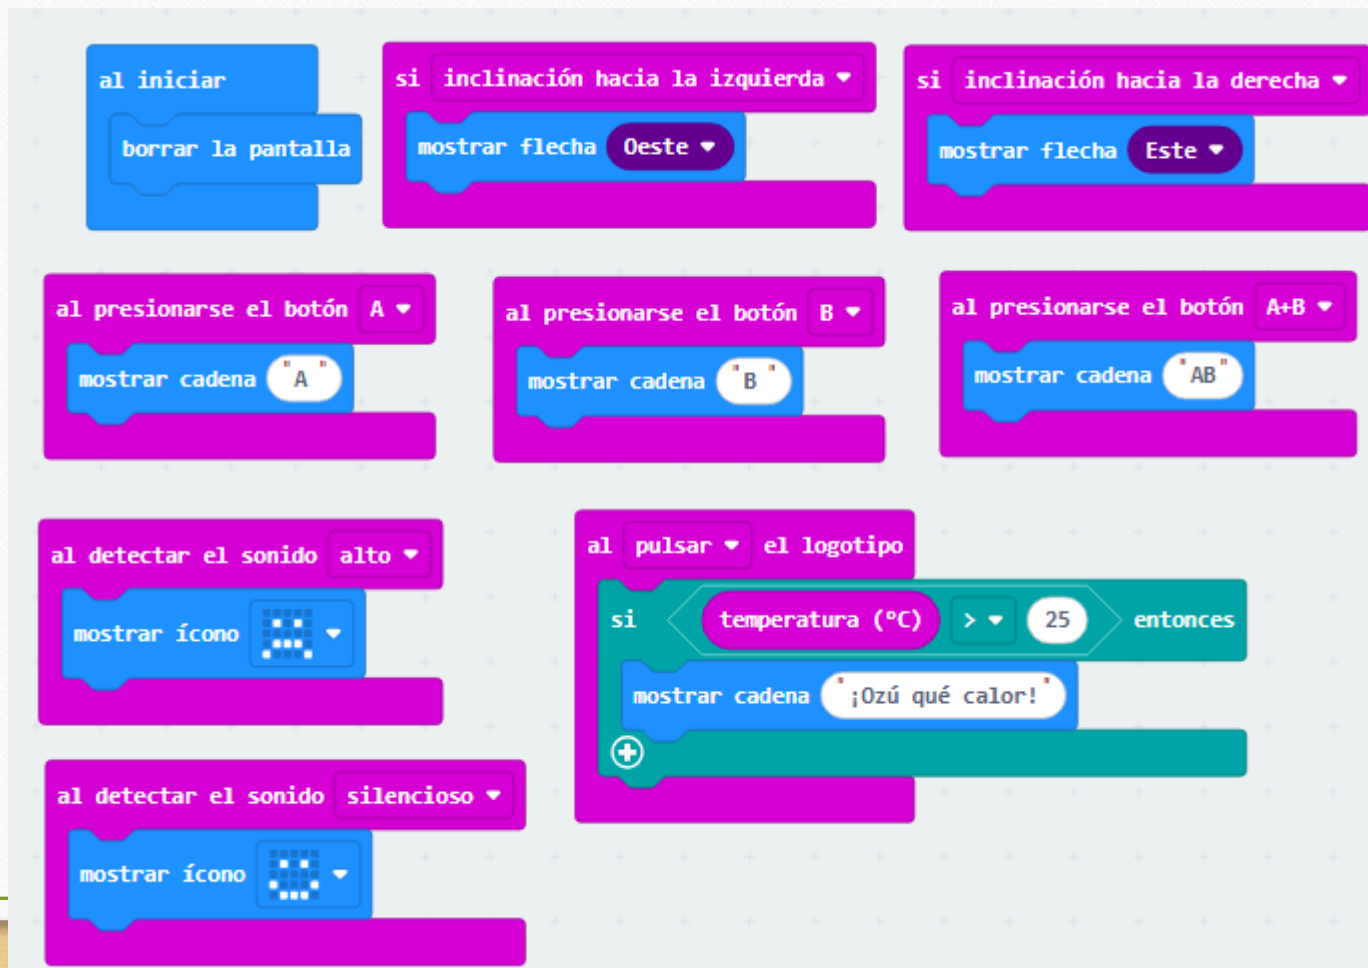 al iniciar
borrar la pantalla
si inclinación hacia la izquierda
mostrar flecha Oeste
si inclinación hacia la derecha
mostrar flecha Este
al presionarse el botón A
mostrar cadena "A "
al presionarse el botón B
mostrar cadena "B "
al presionarse el botón A+B
mostrar cadena "AB"
al detectar el sonido alto
mostrar ícono
al pulsar el logotipo
si temperatura (ºC) > 25 entonces
mostrar cadena "¡Ozú qué calor! "
al detectar el sonido silencioso
mostrar ícono